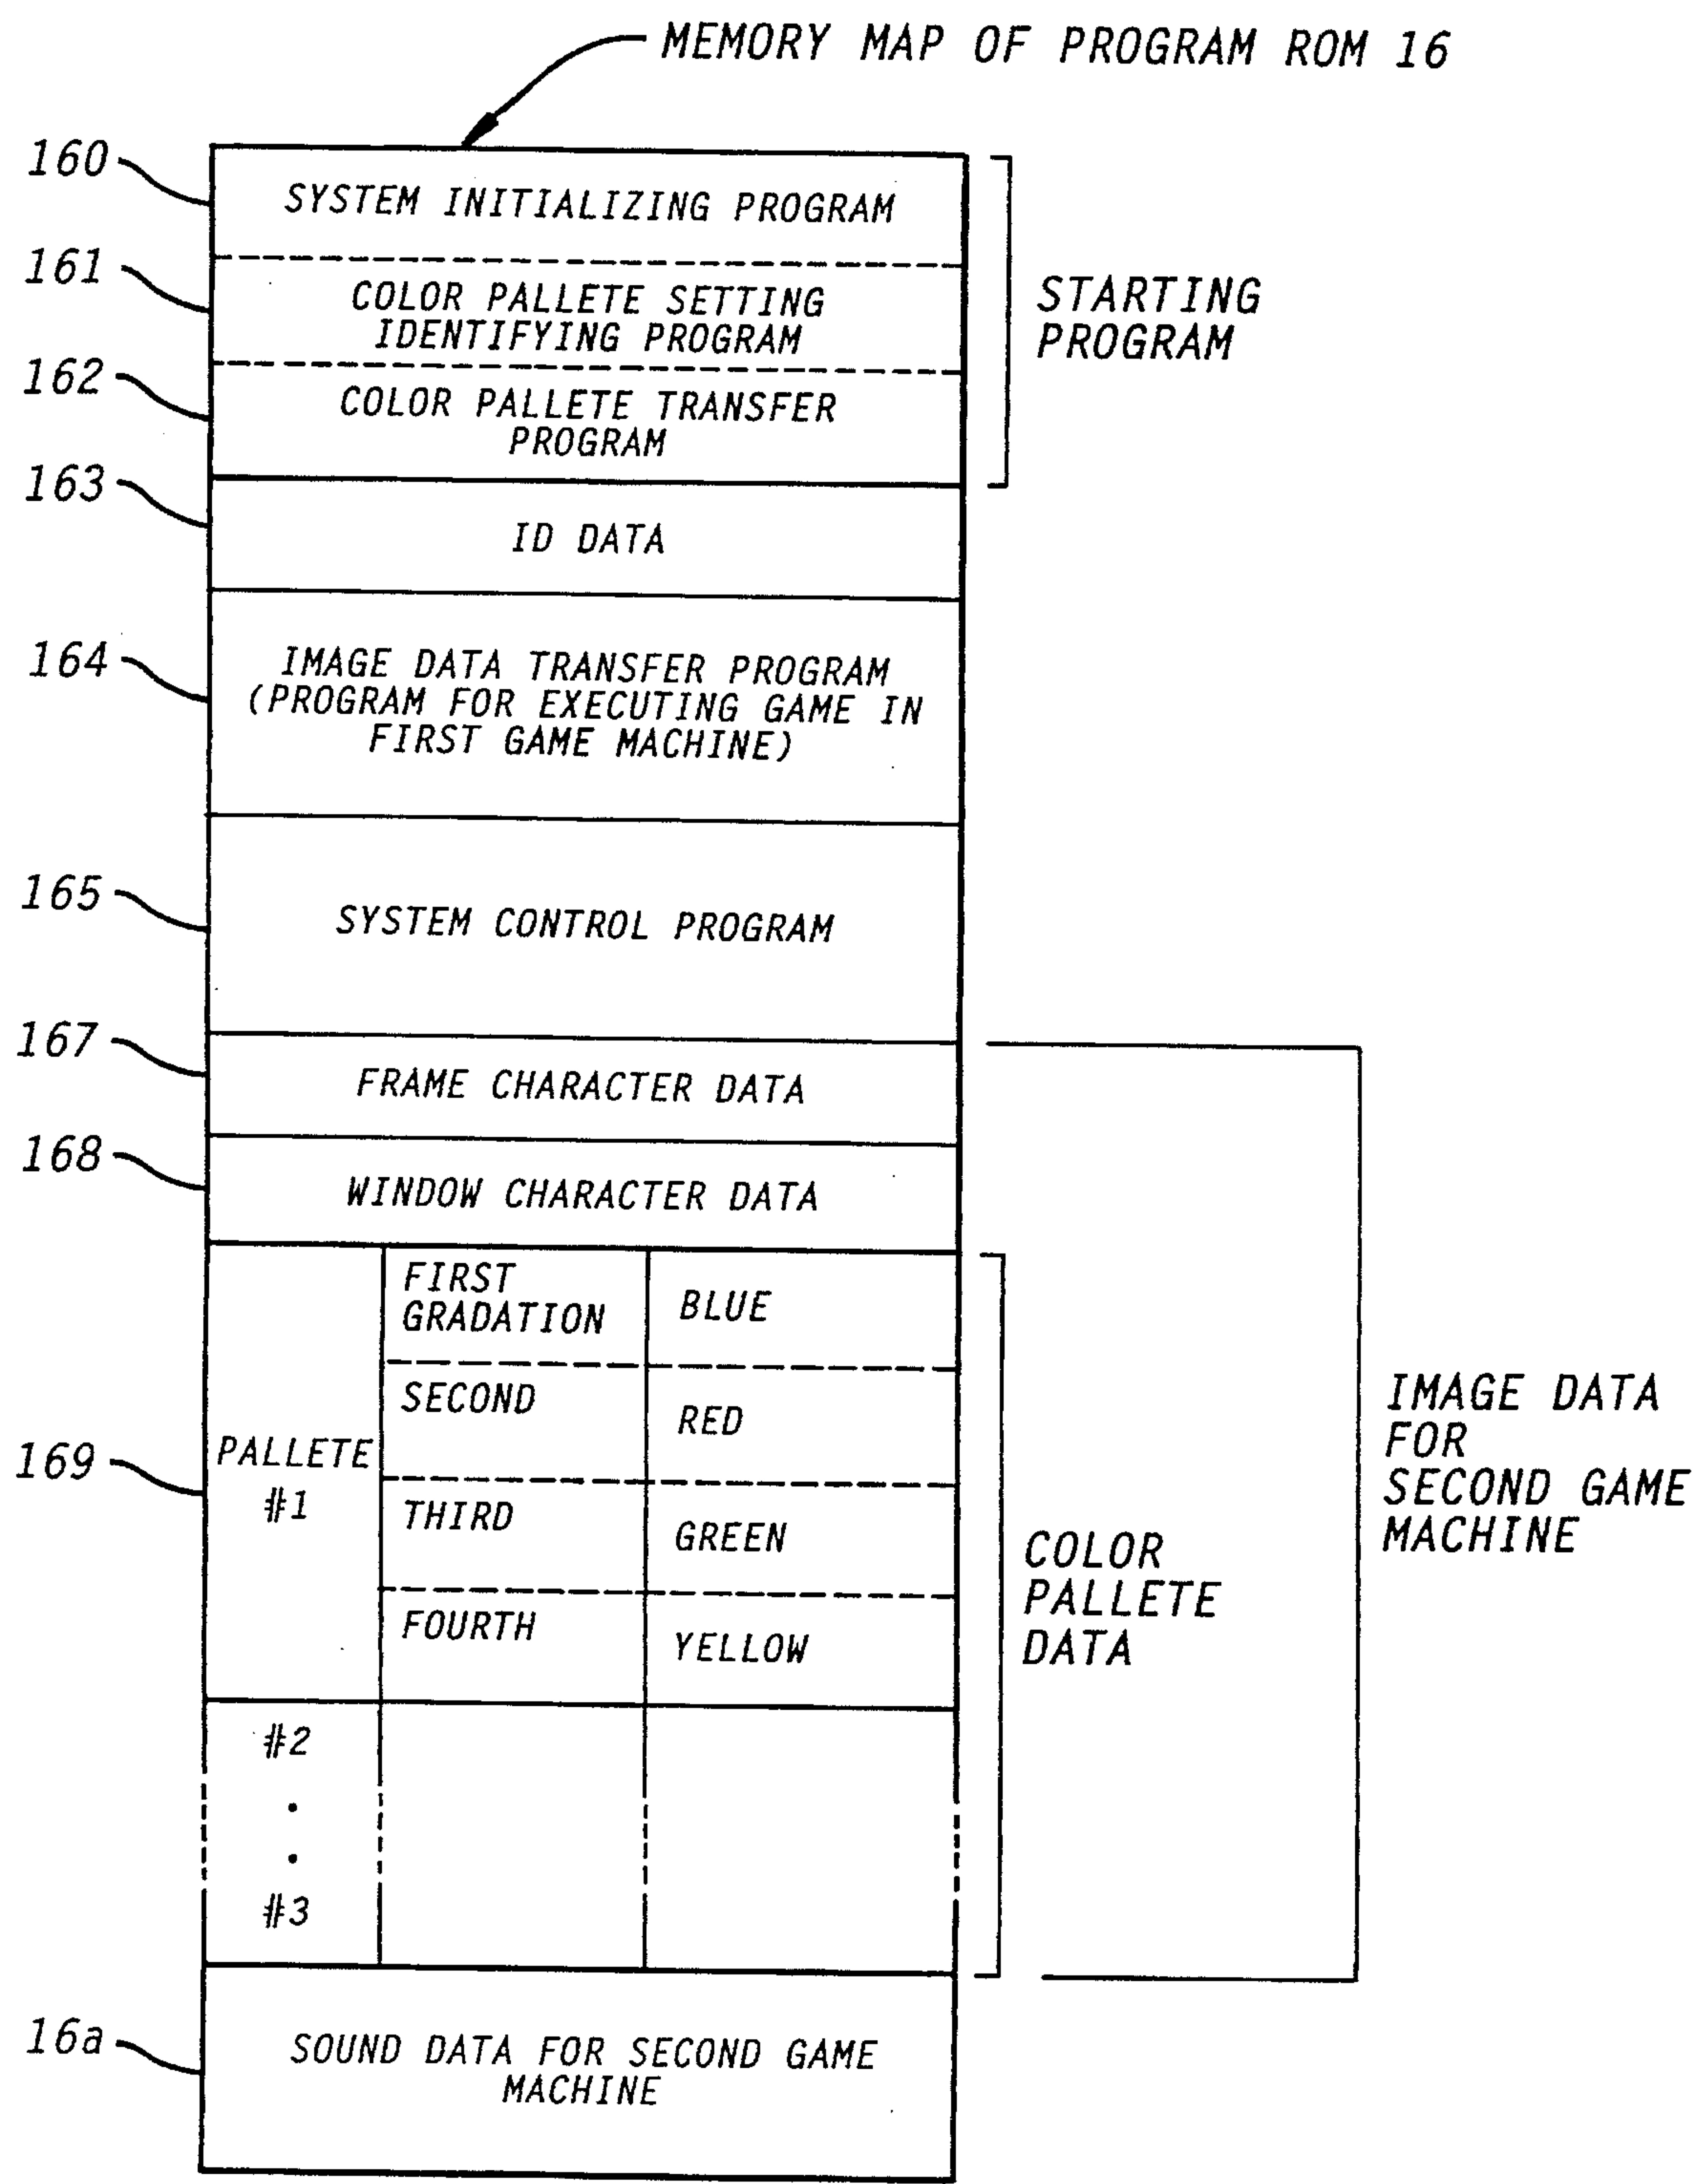 MEMORY MAP OF PROGRAM ROM 16
160
SYSTEM INITIALIZING PROGRAM
161
COLOR PALLETE SETTING
IDENTIFYING PROGRAM
162
COLOR PALLETE TRANSFER
PROGRAM
STARTING
PROGRAM
163
ID DATA
164
IMAGE DATA TRANSFER PROGRAM
(PROGRAM FOR EXECUTING GAME IN
FIRST GAME MACHINE)
165
SYSTEM CONTROL PROGRAM
167
FRAME CHARACTER DATA
168
WINDOW CHARACTER DATA
169
PALLETE
#1
FIRST
GRADATION
BLUE
SECOND
RED
THIRD
GREEN
FOURTH
YELLOW
#2
#3
COLOR
PALLETE
DATA
IMAGE DATA
FOR
SECOND GAME
MACHINE
16a
SOUND DATA FOR SECOND GAME
MACHINE